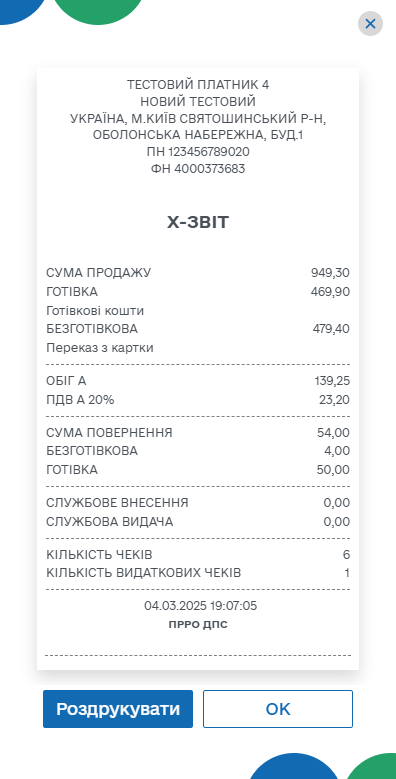 ТЕСТОВИЙ ПЛАТНИК 4
НОВИЙ ТЕСТОВИЙ
УКРАЇНА, М.КИЇВ СВЯТОШИНСЬКИЙ Р-Н,
ОБОЛОНСЬКА НАБЕРЕЖНА, БУД.1
ПН 123456789020
ФН 4000373683
Х-ЗВІТ
СУМА ПРОДАЖУ 949,30
ГОТІВКА 469,90
Готівкові кошти
БЕЗГОТІВКОВА 479,40
Переказ з картки
ОБІГ А 139,25
ПДВ А 20% 23,20
СУМА ПОВЕРНЕННЯ 54,00
БЕЗГОТІВКОВА 4,00
ГОТІВКА 50,00
СЛУЖБОВЕ ВНЕСЕННЯ 0,00
СЛУЖБОВА ВИДАЧА 0,00
КІЛЬКІСТЬ ЧЕКІВ 6
КІЛЬКІСТЬ ВИДАТКОВИХ ЧЕКІВ 1
04.03.2025 19:07:05
ПРРО ДПС
Роздрукувати OK